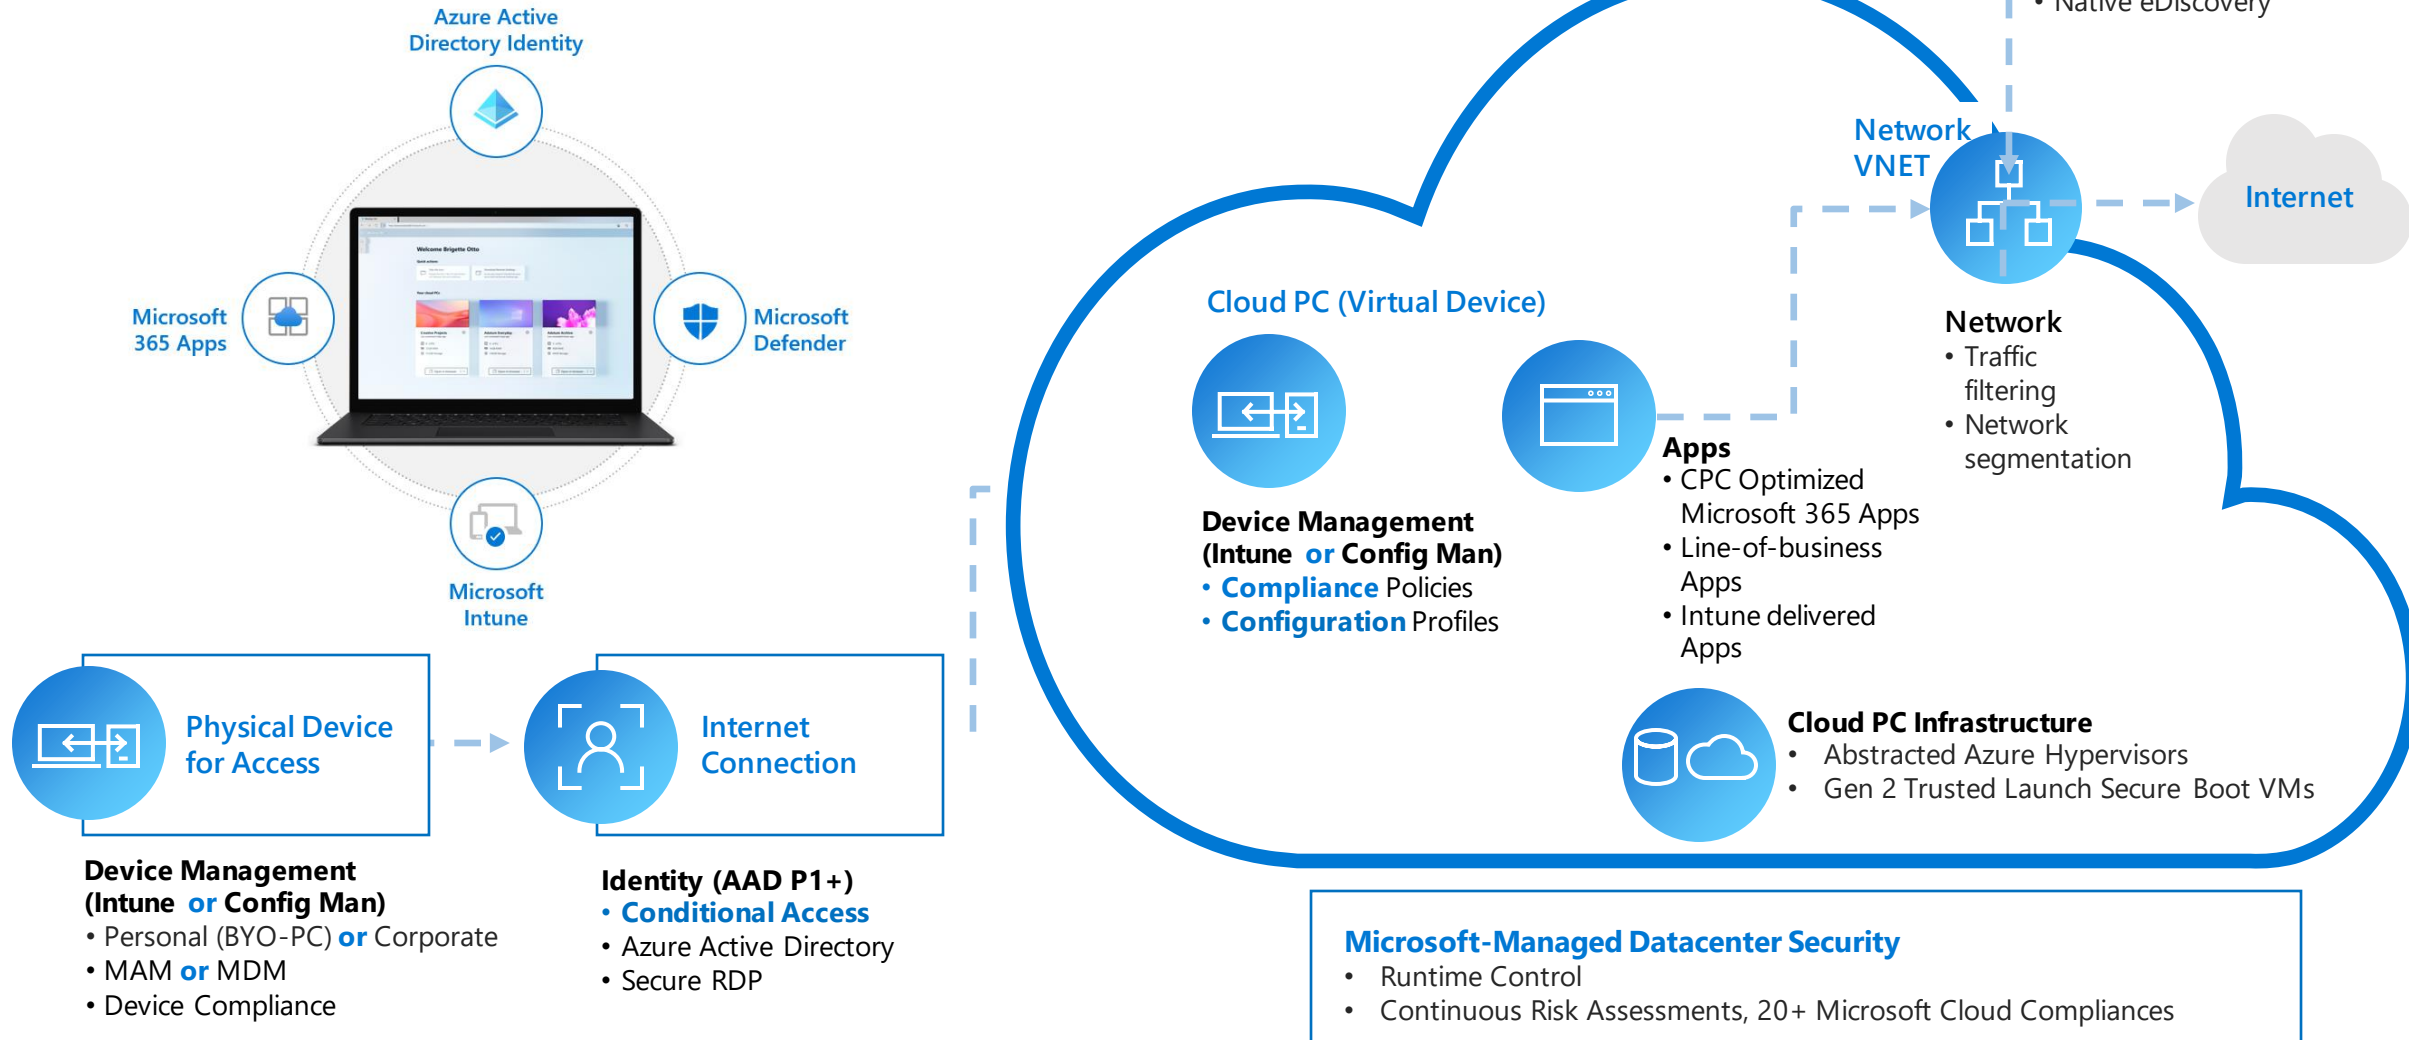 Azure Active
Directory Identity
Microsoft
365 Apps
Welcome Brigette Otto
Microsoft
Defender
Microsoft
Intune
Physical Device
for Access
Device Management
(Intune or Config Man)
• Personal (BYO-PC) or Corporate
• MAM or MDM
• Device Compliance
Internet
Connection
Identity (AAD P1+)
• Conditional Access
• Azure Active Directory
• Secure RDP
• Native eDiscovery
Network
VNET
Internet
Network
• Traffic
filtering
• Network
segmentation
Cloud PC (Virtual Device)
Device Management
(Intune or Config Man)
• Compliance Policies
• Configuration Profiles
Apps
• CPC Optimized
Microsoft 365 Apps
• Line-of-business
Apps
• Intune delivered
Apps
Cloud PC Infrastructure
• Abstracted Azure Hypervisors
• Gen 2 Trusted Launch Secure Boot VMs
Microsoft-Managed Datacenter Security
• Runtime Control
• Continuous Risk Assessments, 20+ Microsoft Cloud Compliances